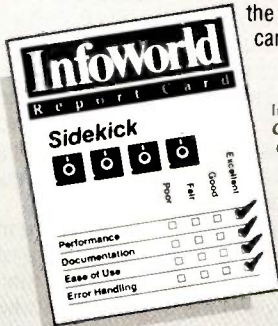 the
can
InfoWorld
Report Card
Sidekick
Poor
Fair
Good
Excellent
Performance
Documentation
Ease of Use
Error Handling